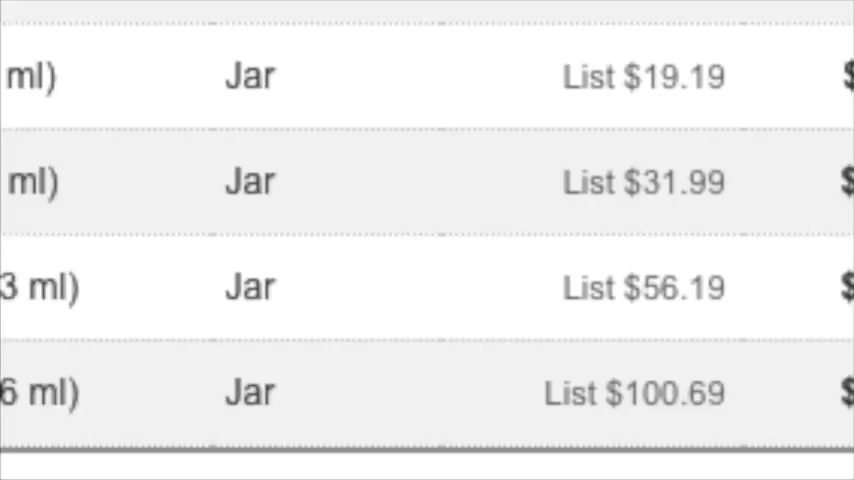 ml) Jar List $19.19 $
ml) Jar List $31.99 $
3 ml) Jar List $56.19 $
6 ml) Jar List $100.69 $